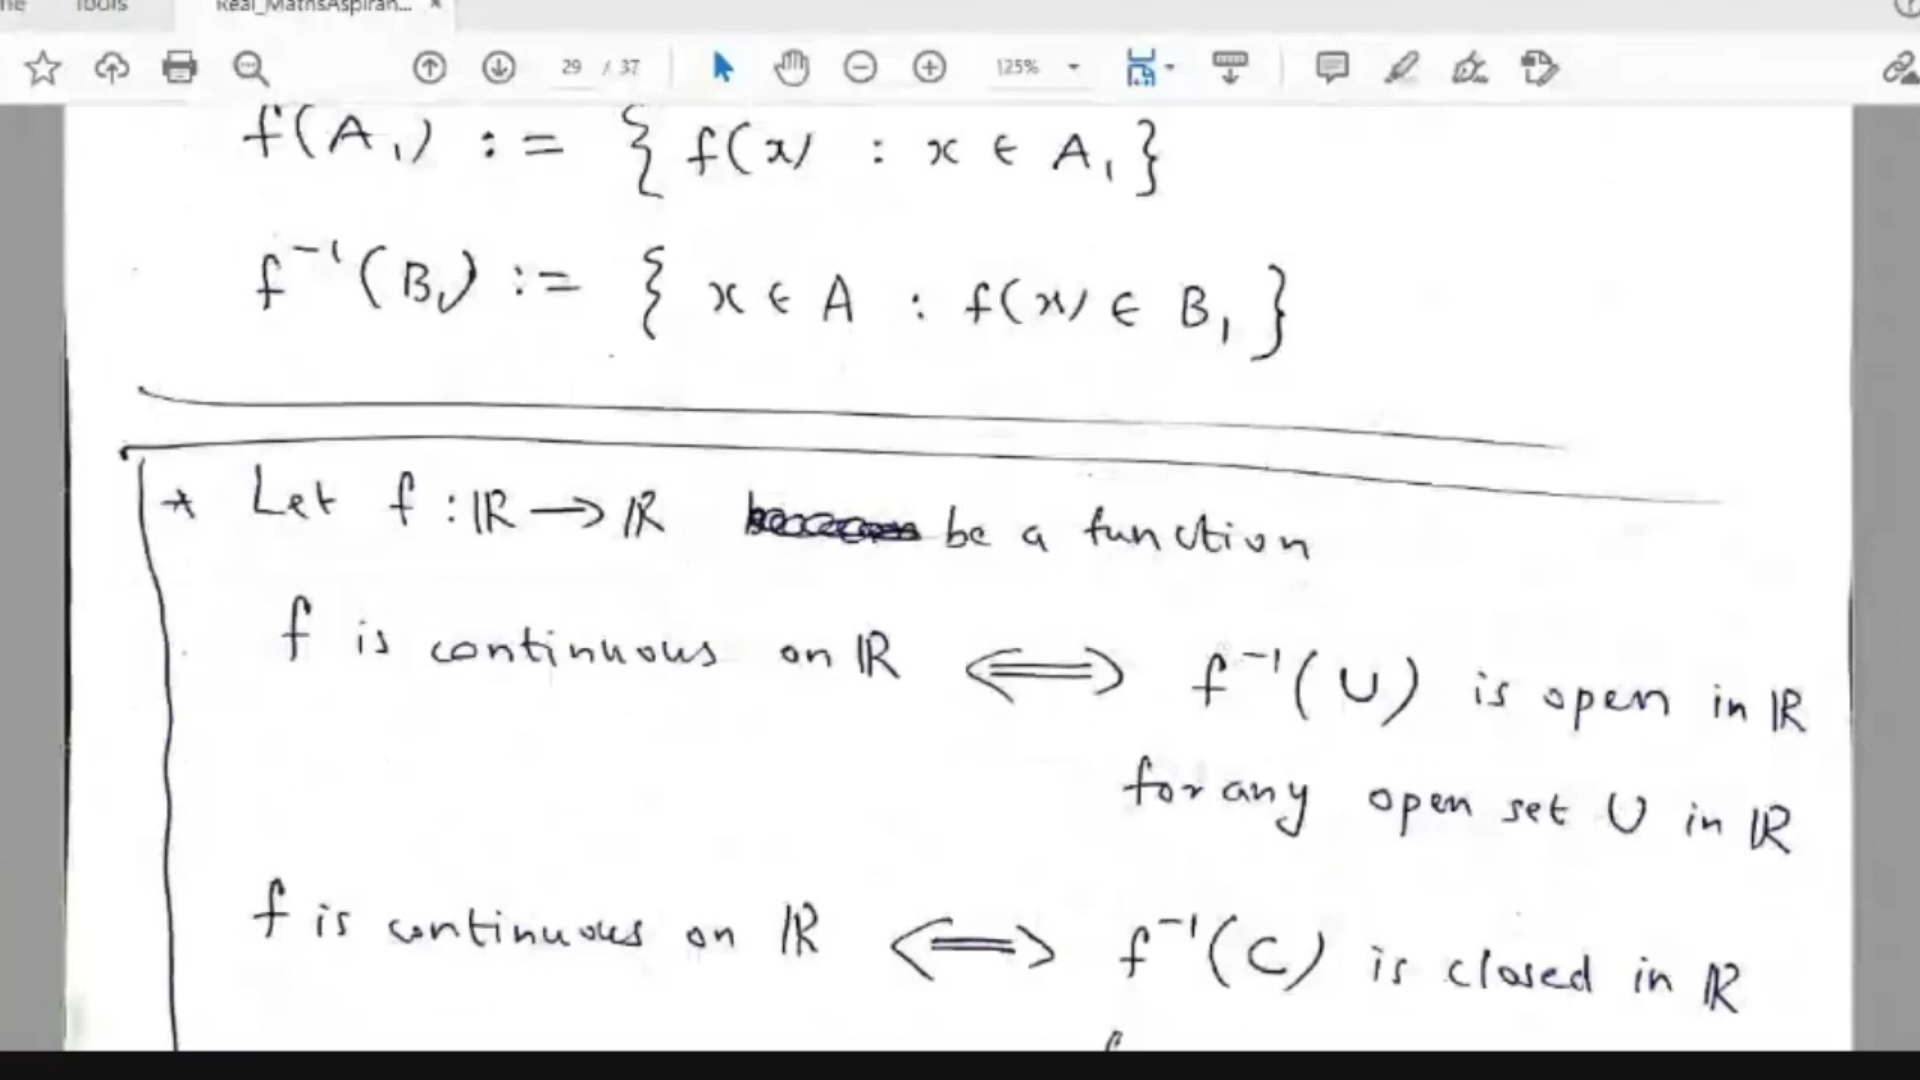 Tools
Real_MathsAspiran...
29 / 37
125%
f(A₁) := { f(x) : x ∈ A₁ }
f⁻¹(B₁) := { x ∈ A : f(x) ∈ B₁ }
* Let f : ℝ → ℝ be a function
f is continuous on ℝ ⟺ f⁻¹(U) is open in ℝ
for any open set U in ℝ
f is continuous on ℝ ⟺ f⁻¹(C) is closed in ℝ